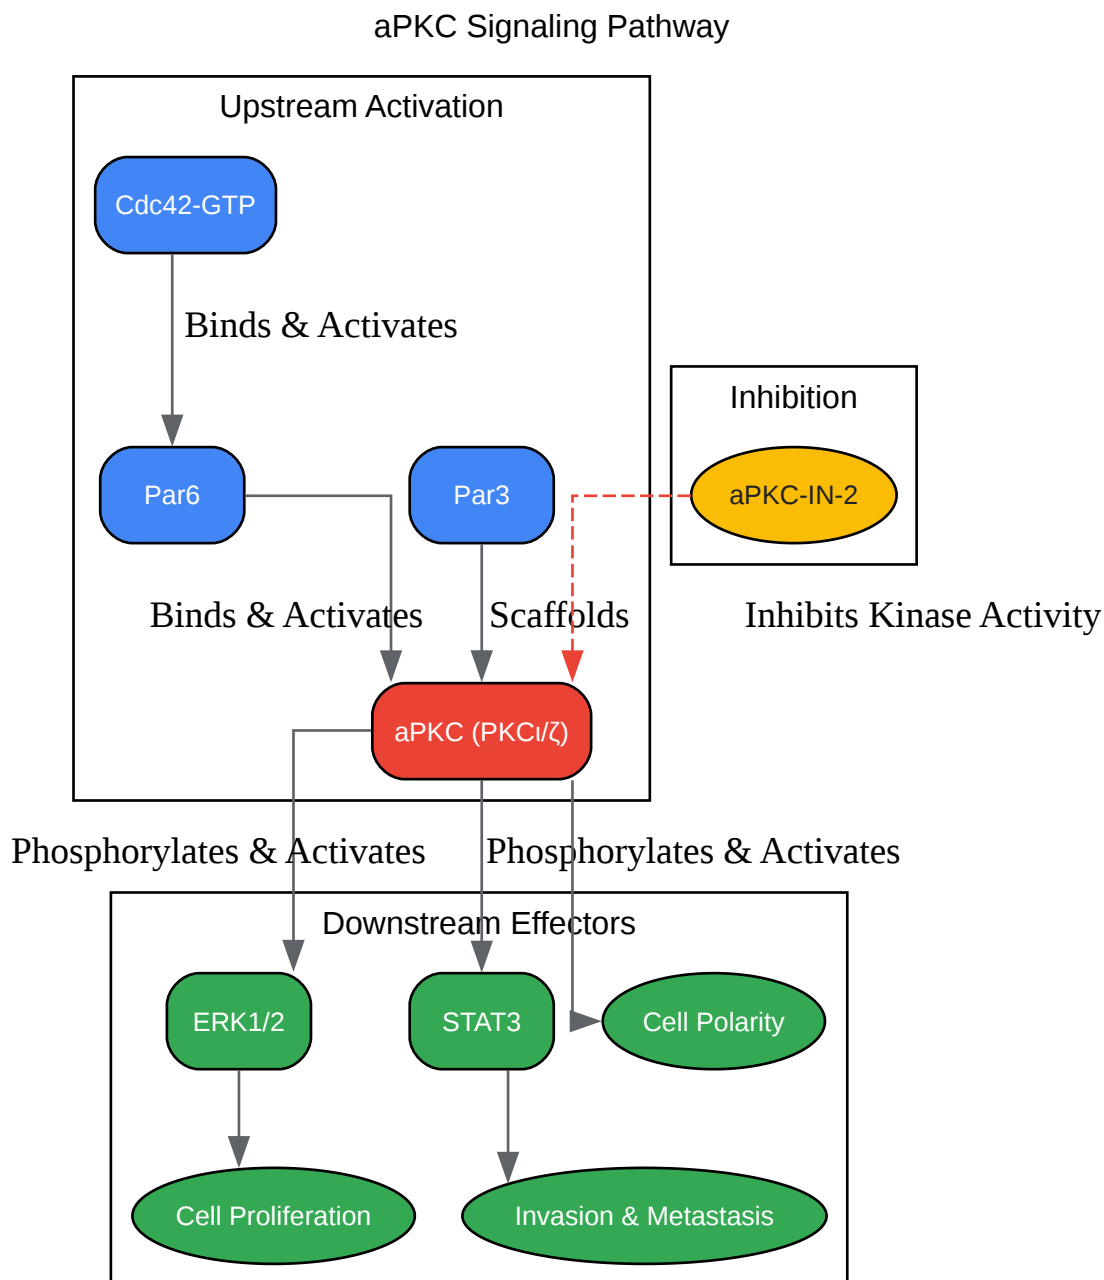 aPKC Signaling Pathway
Upstream Activation
Cdc42-GTP
Binds & Activates
Inhibition
Par6
Par3
aPKC-IN-2
Binds & Activates
Scaffolds
Inhibits Kinase Activity
aPKC (PKCι/ζ)
Phosphorylates & Activates
Phosphorylates & Activates
Downstream Effectors
ERK1/2
STAT3
Cell Polarity
Cell Proliferation
Invasion & Metastasis